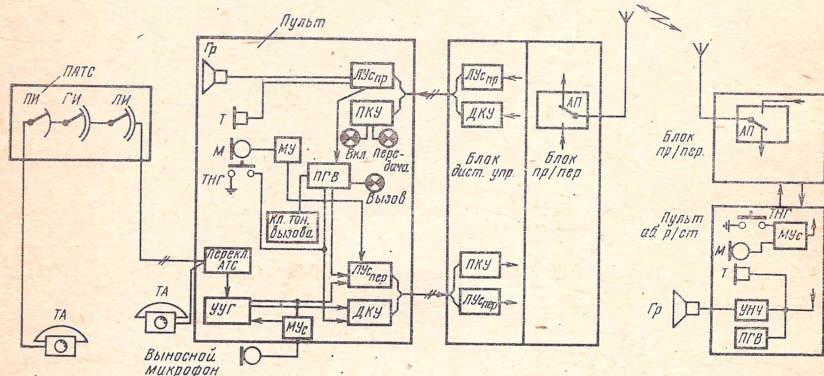 Пульт
ПАТС
ПИ ГИ ЛИ
ТА
ТА
Гр
Т
М
МУ
ТНГ
ЛУс пр
ПКУ
Вкл. Передача
ПГВ
Вызов
Кл. тон. вызова
Перекл. АТС
УУГ
ЛУс пер
ДКУ
МУс
Выносной
микрофон
ЛУс пр
ДКУ
Блок
дист. упр.
ПКУ
ЛУс пер
АП
Блок
пр/пер
АП
Блок
пр/пер.
Пульт
аб. р/ст
ТНГ
МУс
М
Т
Гр
УНЧ
ПГВ